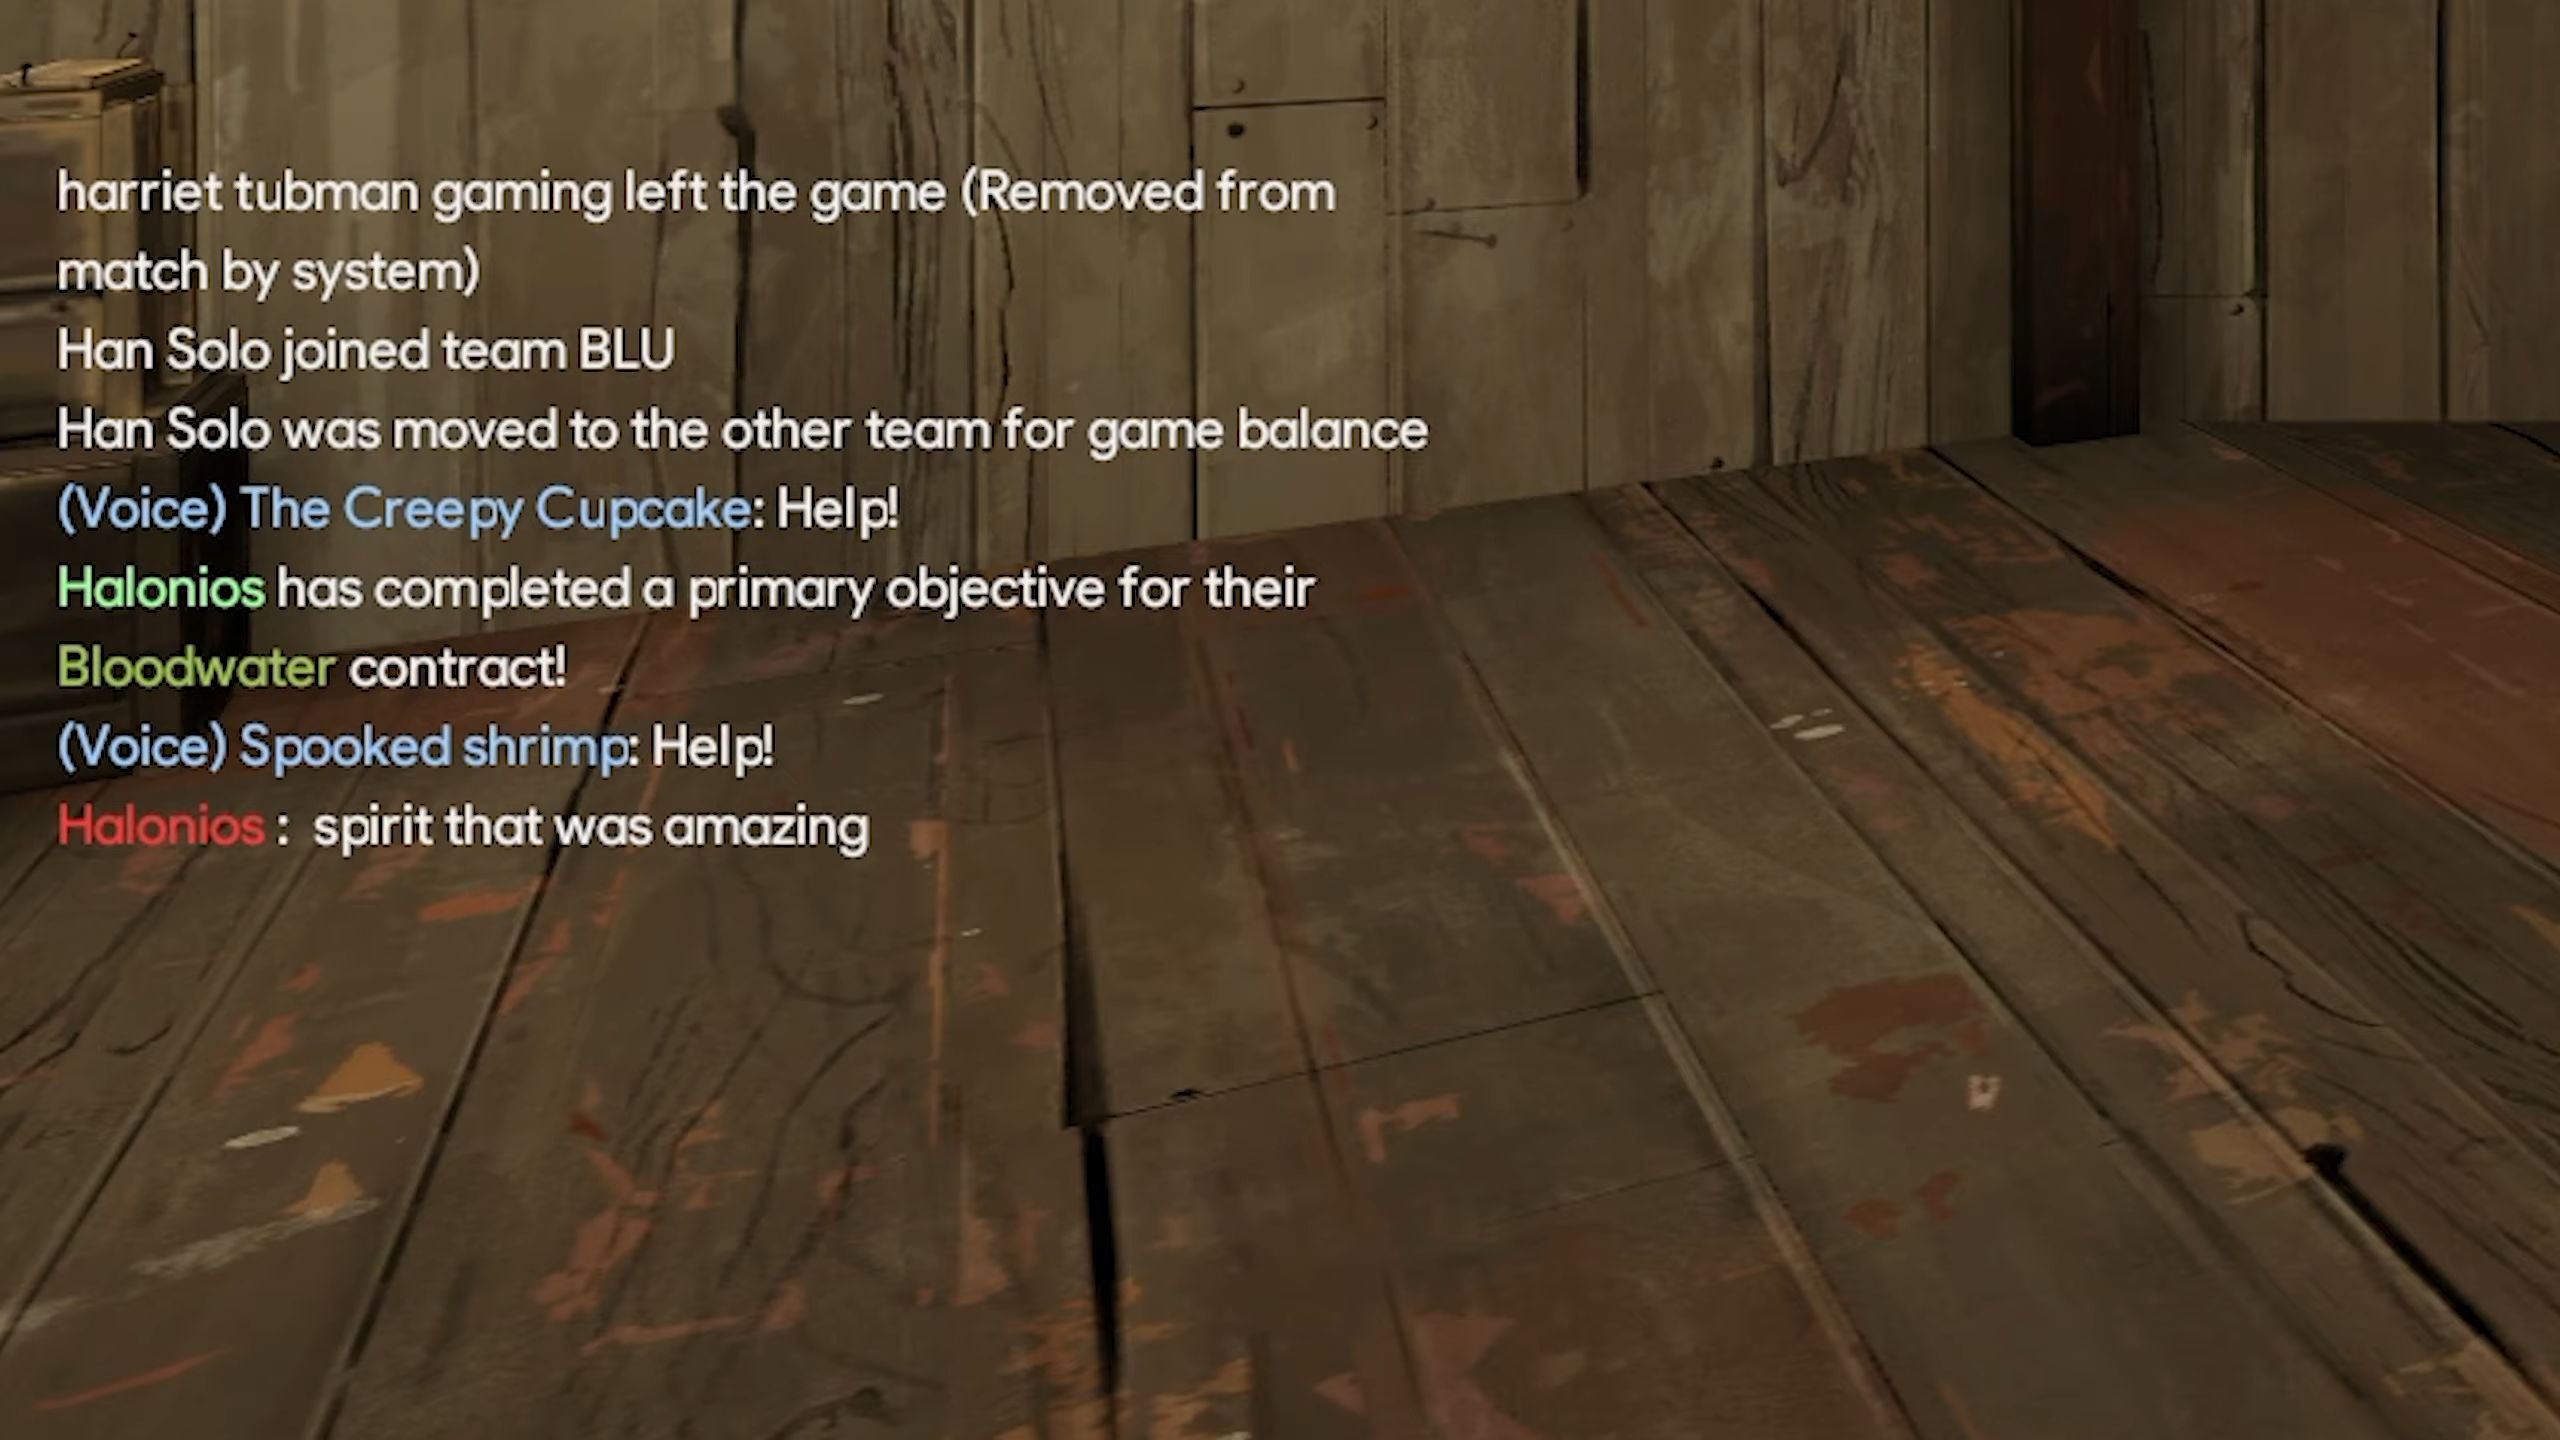 harriet tubman gaming left the game (Removed from
match by system)
Han Solo joined team BLU
Han Solo was moved to the other team for game balance
(Voice) The Creepy Cupcake: Help!
Halonios has completed a primary objective for their
Bloodwater contract!
(Voice) Spooked shrimp: Help!
Halonios :  spirit that was amazing